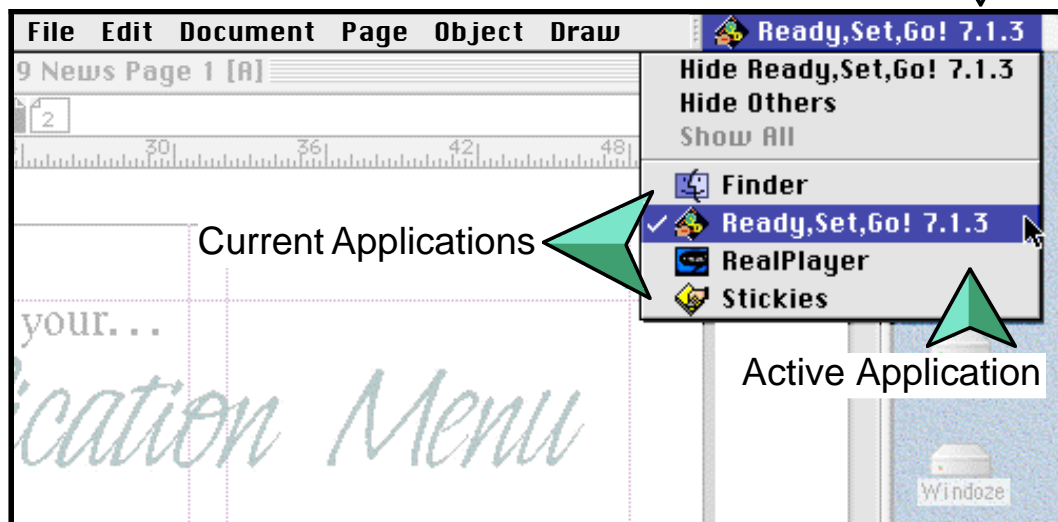 File Edit Document Page Object Draw Ready,Set,Go! 7.1.3
9 News Page 1 [A]
Hide Ready,Set,Go! 7.1.3
Hide Others
Show All
2
30 36 42 48
Finder
Ready,Set,Go! 7.1.3
Current Applications
RealPlayer
Stickies
your...
Active Application
ication Menu
Windoze